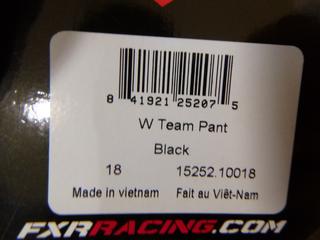 8 41921 25207 5
W Team Pant
Black
18 15252.10018
Made in vietnam Fait au Viêt-Nam
FXRRACING.COM